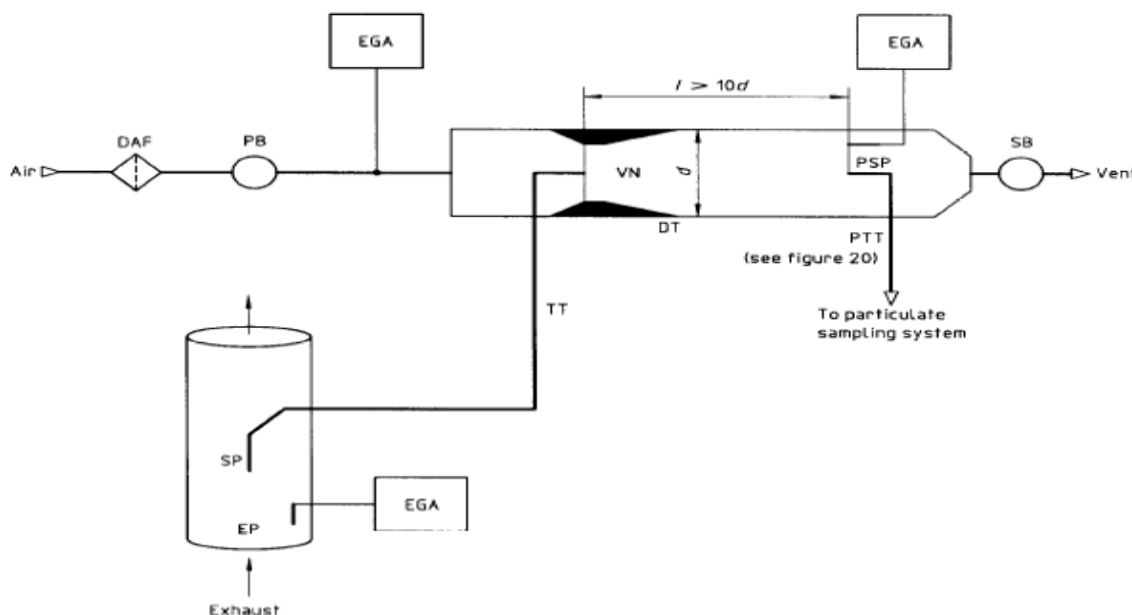 EGA
EGA
l > 10d
DAF
PB
SB
Air
VN
d
PSP
Vent
DT
PTT
(see figure 20)
TT
To particulate
sampling system
SP
EGA
EP
Exhaust